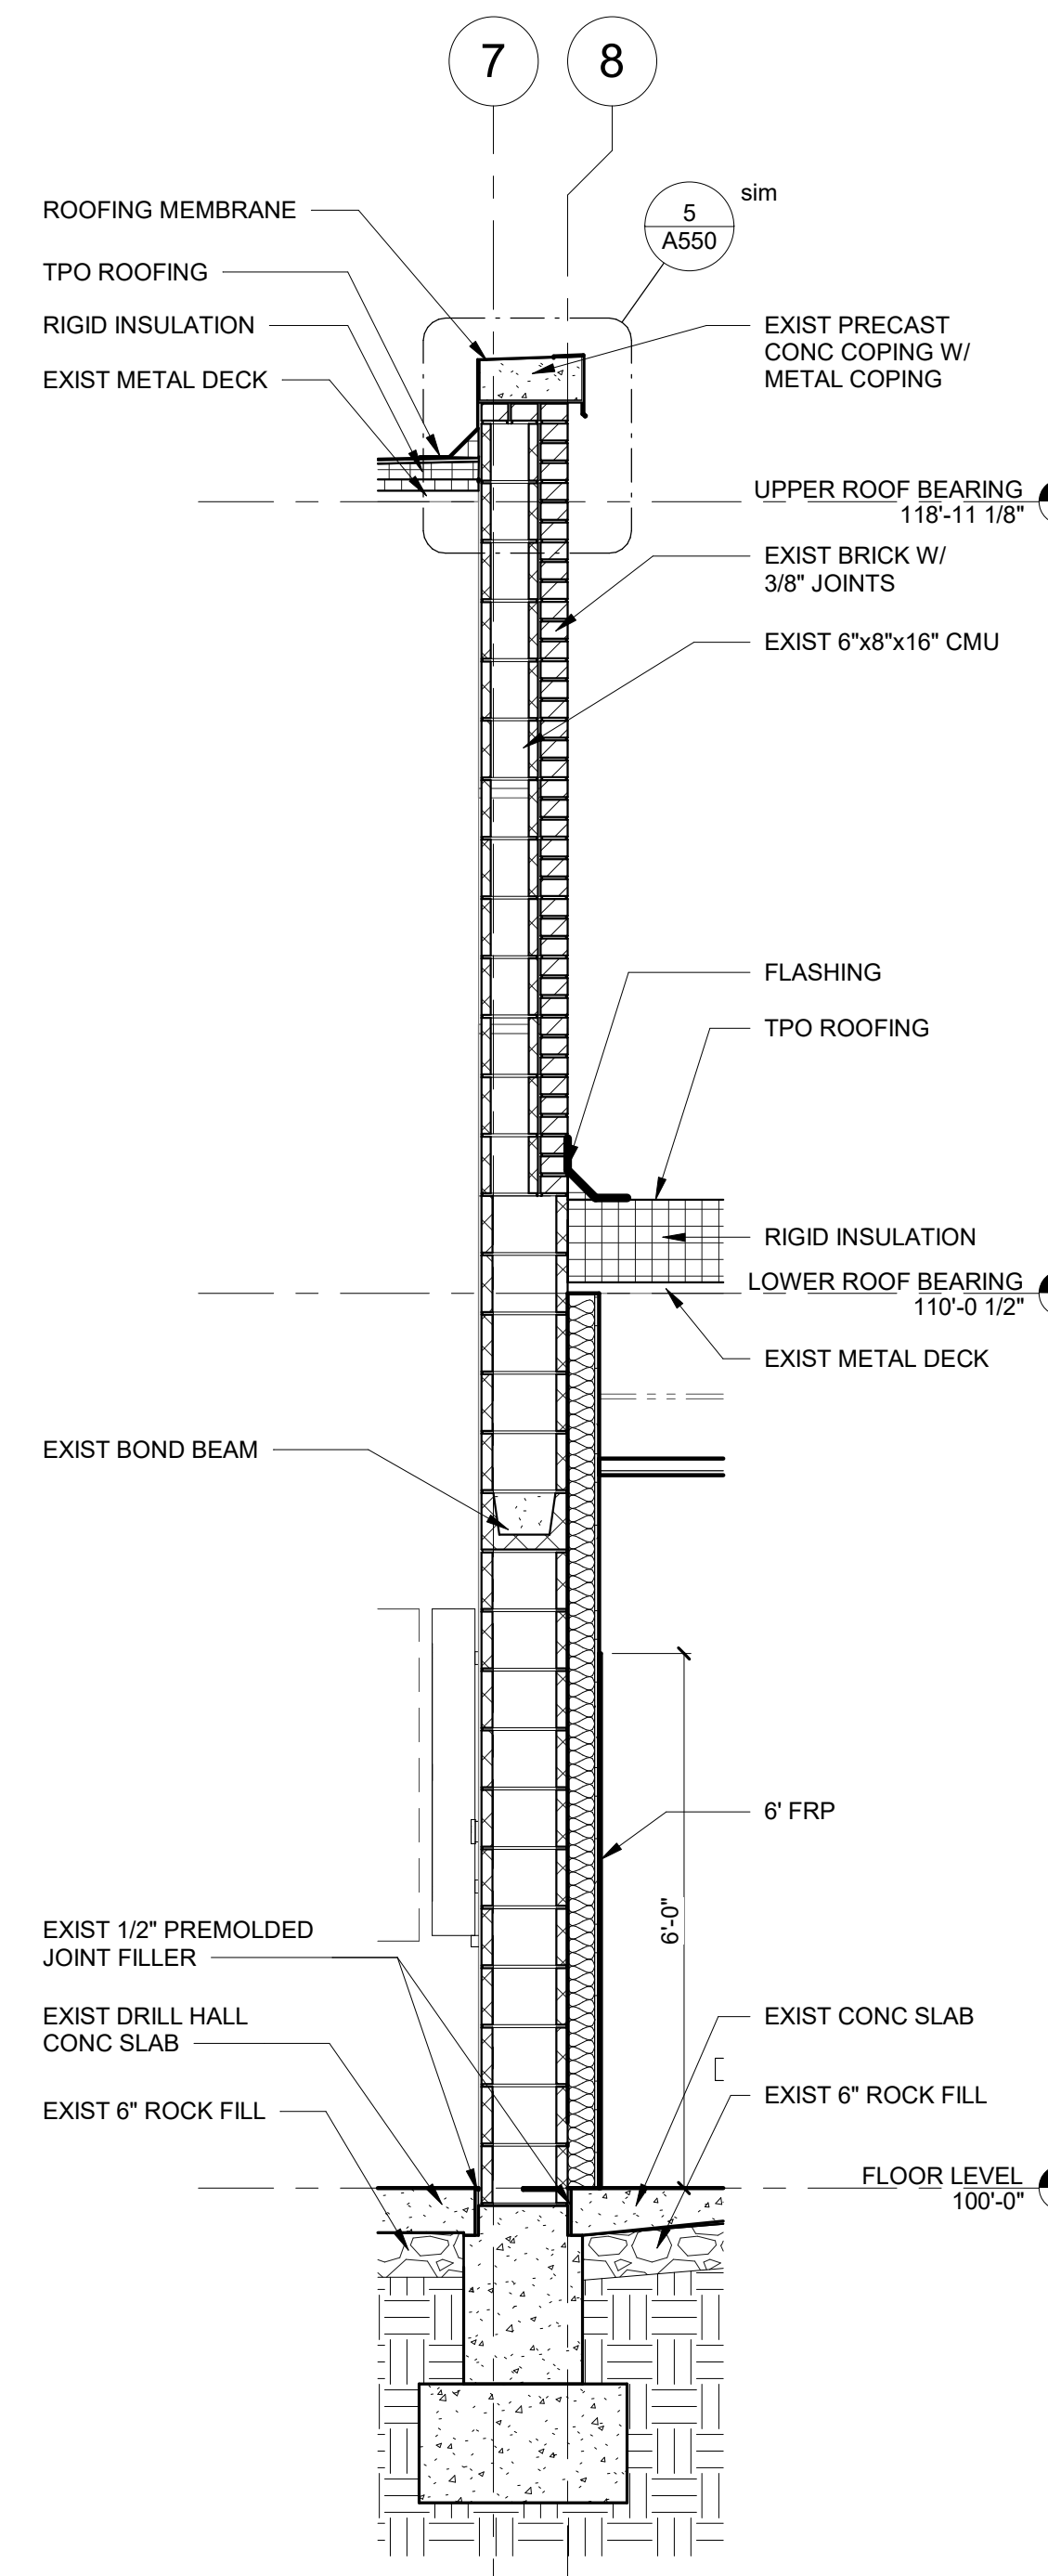 7
8
sim
5
A550
ROOFING MEMBRANE
TPO ROOFING
RIGID INSULATION
EXIST METAL DECK
EXIST PRECAST
CONC COPING W/
METAL COPING
UPPER ROOF BEARING
118'-11 1/8"
EXIST BRICK W/
3/8" JOINTS
EXIST 6"x8"x16" CMU
FLASHING
TPO ROOFING
RIGID INSULATION
LOWER ROOF BEARING
110'-0 1/2"
EXIST METAL DECK
EXIST BOND BEAM
6' FRP
6'-0"
EXIST 1/2" PREMOLDED
JOINT FILLER
EXIST DRILL HALL
CONC SLAB
EXIST 6" ROCK FILL
EXIST CONC SLAB
EXIST 6" ROCK FILL
FLOOR LEVEL
100'-0"